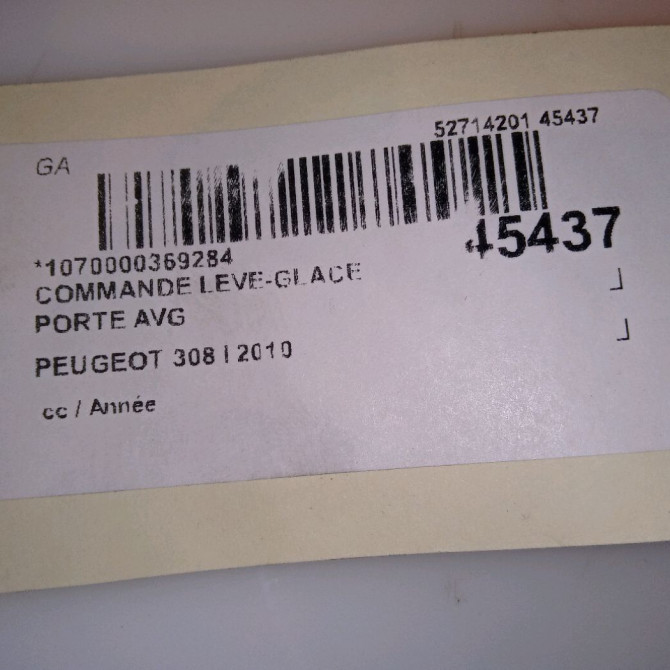 52714201 45437
GA
45437
*1070000369284
COMMANDE LEVE-GLACE
PORTE AVG
PEUGEOT 308 I 2010
cc / Année